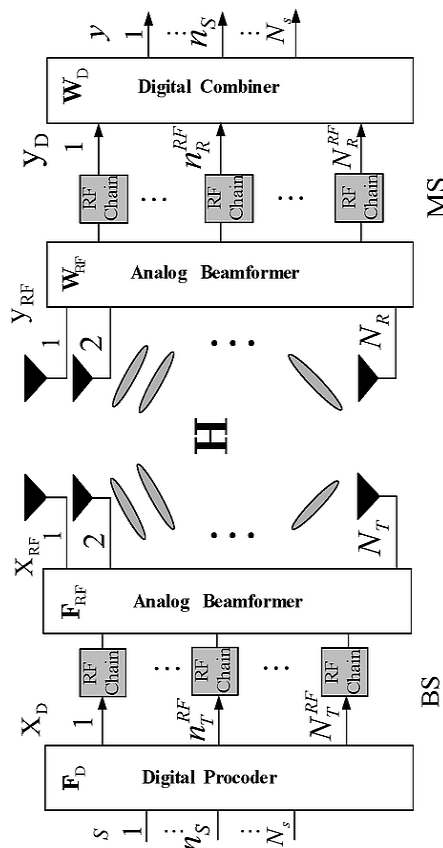 s
1
...
n_S
...
N_s
F_D
Digital Procoder
X_D
1
n_T^RF
N_T^RF
RF Chain
...
RF Chain
...
RF Chain
BS
F_RF
Analog Beamformer
X_RF
1
2
...
N_T
H
1
2
...
N_R
y_RF
W_RF
Analog Beamformer
RF Chain
...
RF Chain
...
RF Chain
MS
y_D
1
n_R^RF
N_R^RF
W_D
Digital Combiner
y
1
...
n_S
...
N_s